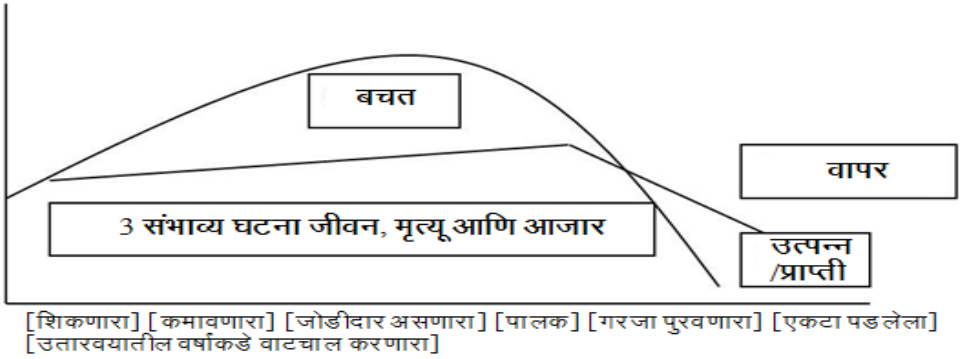 बचत
वापर
3 संभाव्य घटना जीवन, मृत्यू आणि आजार
उत्पन्न
/प्राप्ती
[शिकणारा] [कमावणारा] [जोडीदार असणारा] [पालक] [गरजा पुरवणारा] [एकटा पडलेला]
[उतारवयातील वर्षांकडे वाटचाल करणारा]